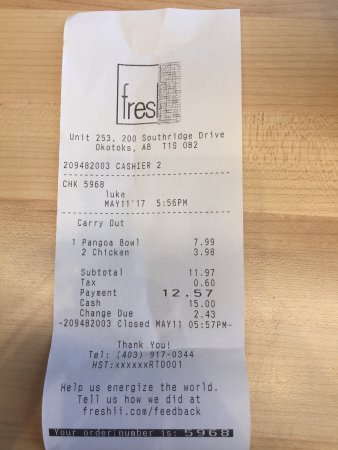 fres
Unit 253, 200 Southridge Drive
Okotoks, AB T1S 0B2
209482003 CASHIER 2
CHK 5968
luke
MAY11'17 5:56PM
Carry Out
1 Pangoa Bowl 7.99
2 Chicken 3.98
Subtotal 11.97
Tax 0.60
Payment 12.57
Cash 15.00
Change Due 2.43
-209482003 Closed MAY11 05:57PM-
Thank You!
Tel: (403) 917-0344
HST:xxxxxxRT0001
Help us energize the world.
Tell us how we did at
freshii.com/feedback
Your order number is: 5968